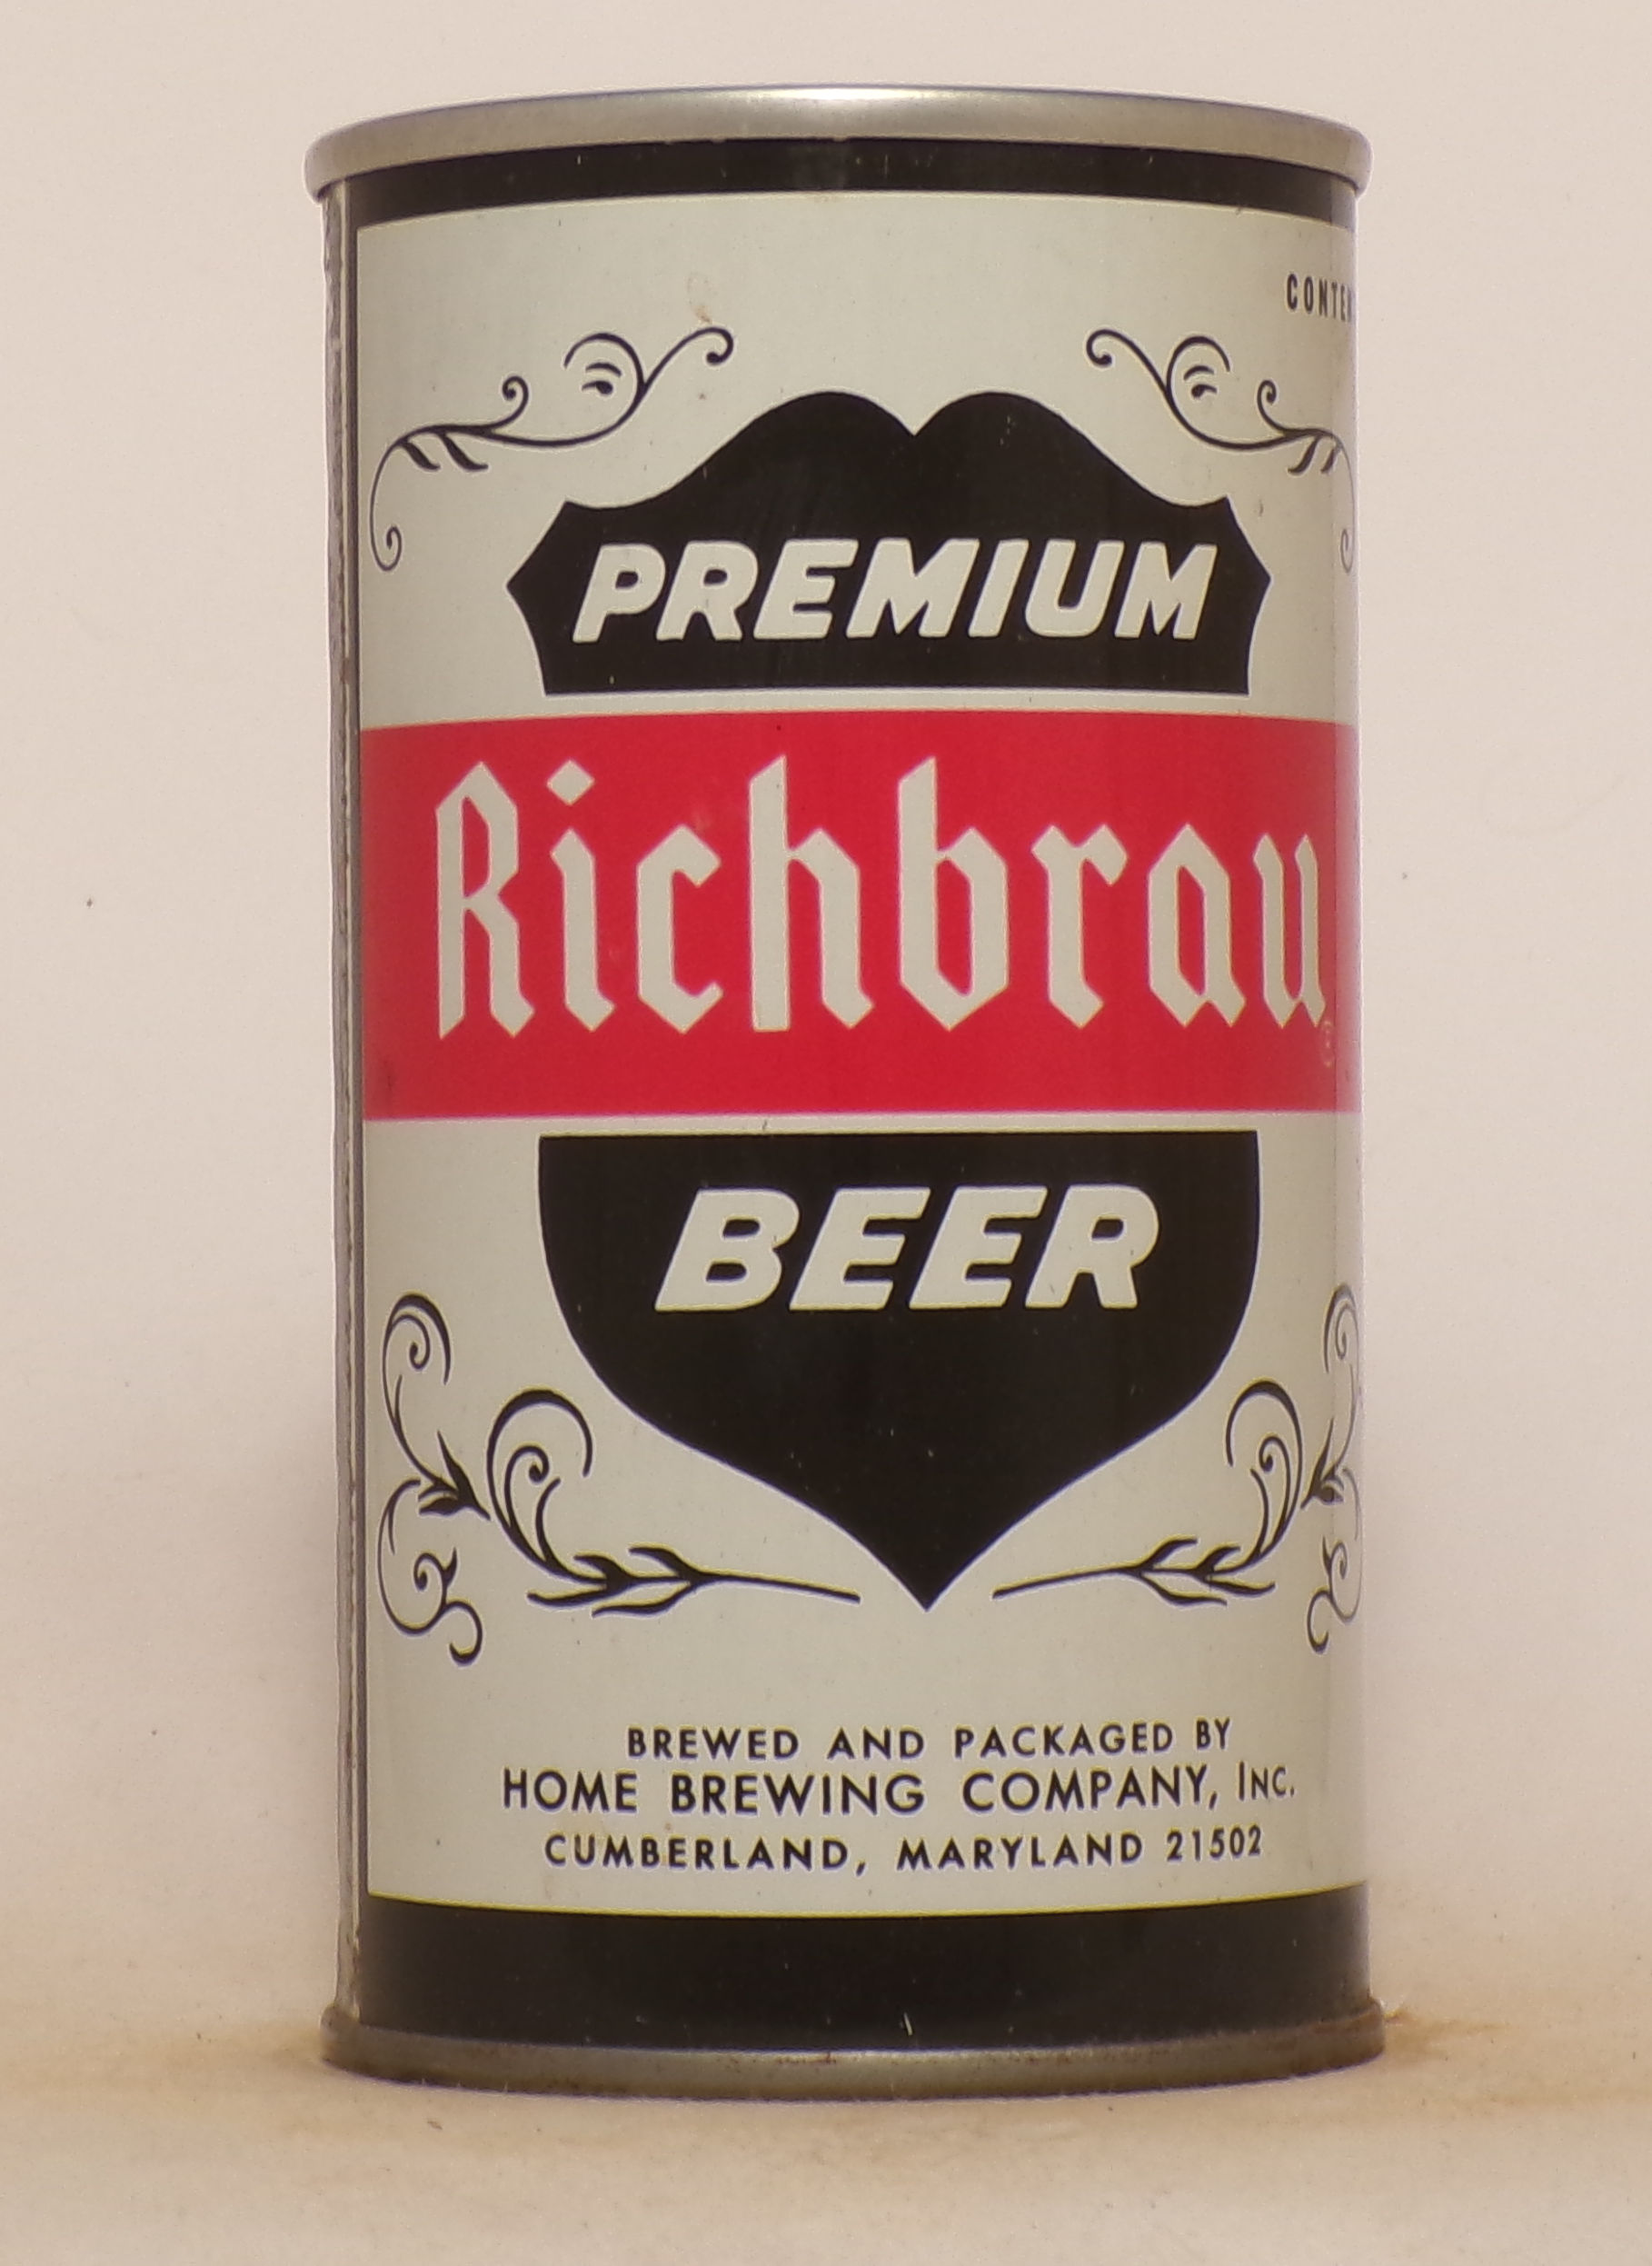 PREMIUM
Richbrau
BEER
BREWED AND PACKAGED BY
HOME BREWING COMPANY, INC.
CUMBERLAND, MARYLAND 21502